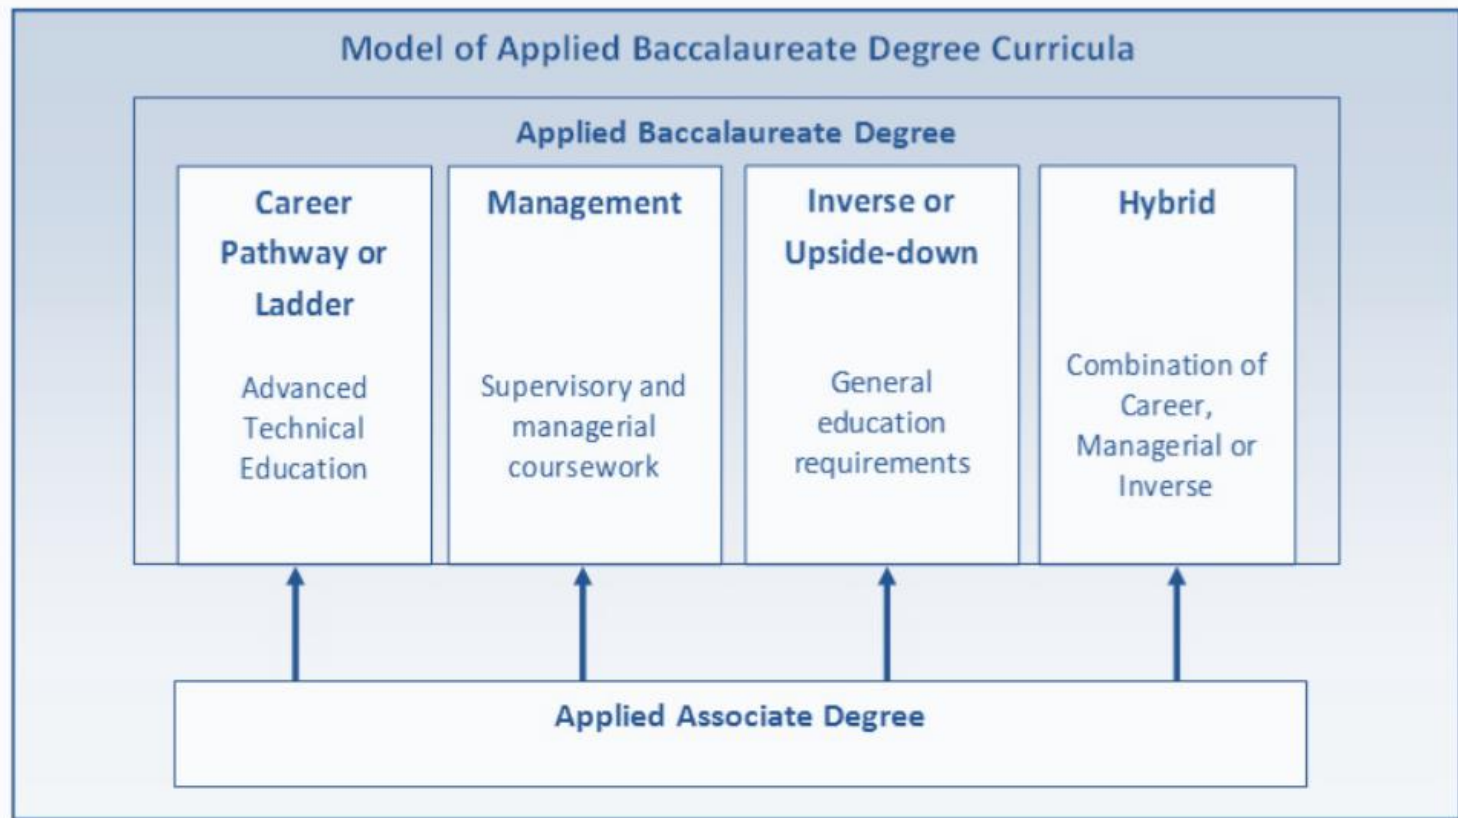 Model of Applied Baccalaureate Degree Curricula
Applied Baccalaureate Degree
Career
Pathway or
Ladder
Advanced
Technical
Education
Management
Supervisory and
managerial
coursework
Inverse or
Upside-down
General
education
requirements
Hybrid
Combination of
Career,
Managerial or
Inverse
Applied Associate Degree